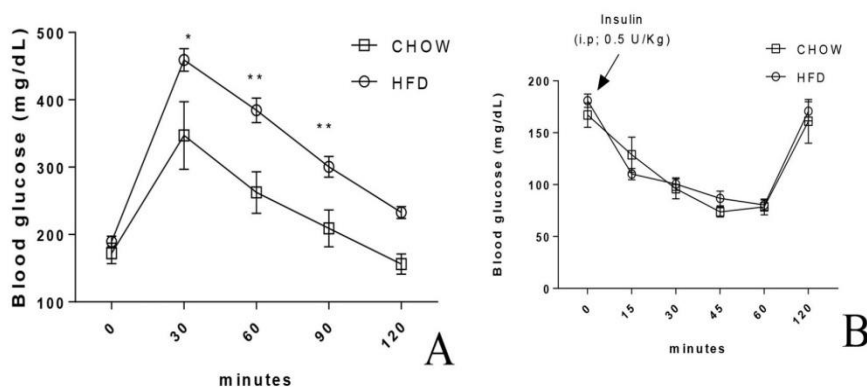 500
400
300
200
100
Blood glucose (mg/dL)
*
**
**
CHOW
HFD
0 30 60 90 120
minutes
A
Insulin
(i.p; 0.5 U/Kg)
CHOW
HFD
200
150
100
50
0
Blood glucose (mg/dL)
0 15 30 45 60 120
minutes
B